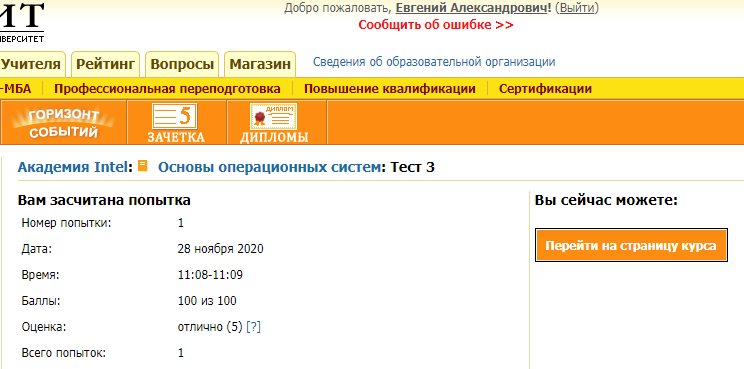 ИТ
Добро пожаловать, Евгений Александрович! (Выйти)
ИВЕРСИТЕТ
Сообщить об ошибке >>
Учителя Рейтинг Вопросы Магазин Сведения об образовательной организации
-МБА Профессиональная переподготовка Повышение квалификации Сертификации
ГОРИЗОНТ СОБЫТИЙ
5
ЗАЧЕТКА
ДИПЛОМ
ДИПЛОМЫ
Академия Intel: Основы операционных систем: Тест 3
Вам засчитана попытка
Номер попытки: 1
Дата: 28 ноября 2020
Время: 11:08-11:09
Баллы: 100 из 100
Оценка: отлично (5) [?]
Всего попыток: 1
Вы сейчас можете:
Перейти на страницу курса